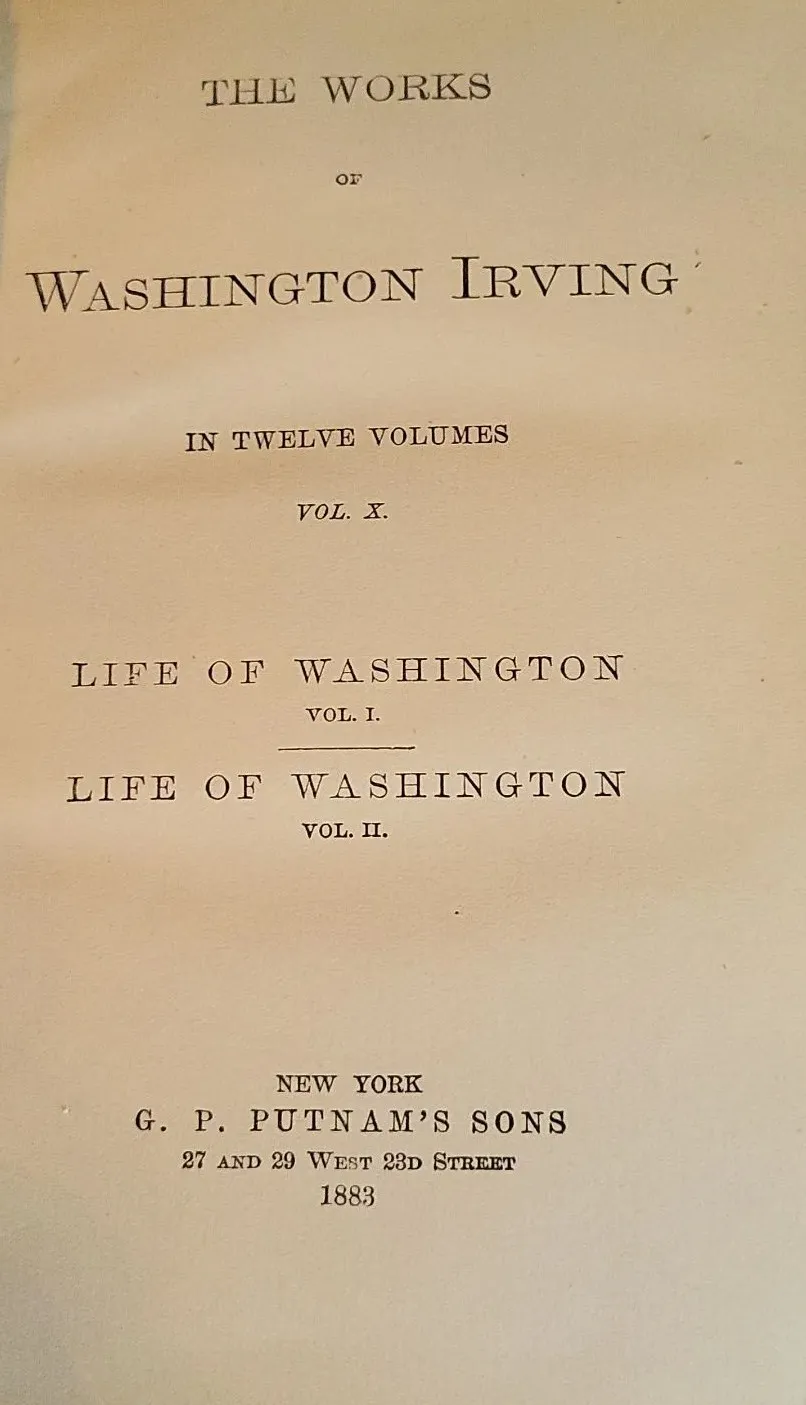 THE WORKS
OF
WASHINGTON IRVING
IN TWELVE VOLUMES
VOL. X.
LIFE OF WASHINGTON
VOL. I.
LIFE OF WASHINGTON
VOL. II.
NEW YORK
G. P. PUTNAM'S SONS
27 AND 29 WEST 23D STREET
1883